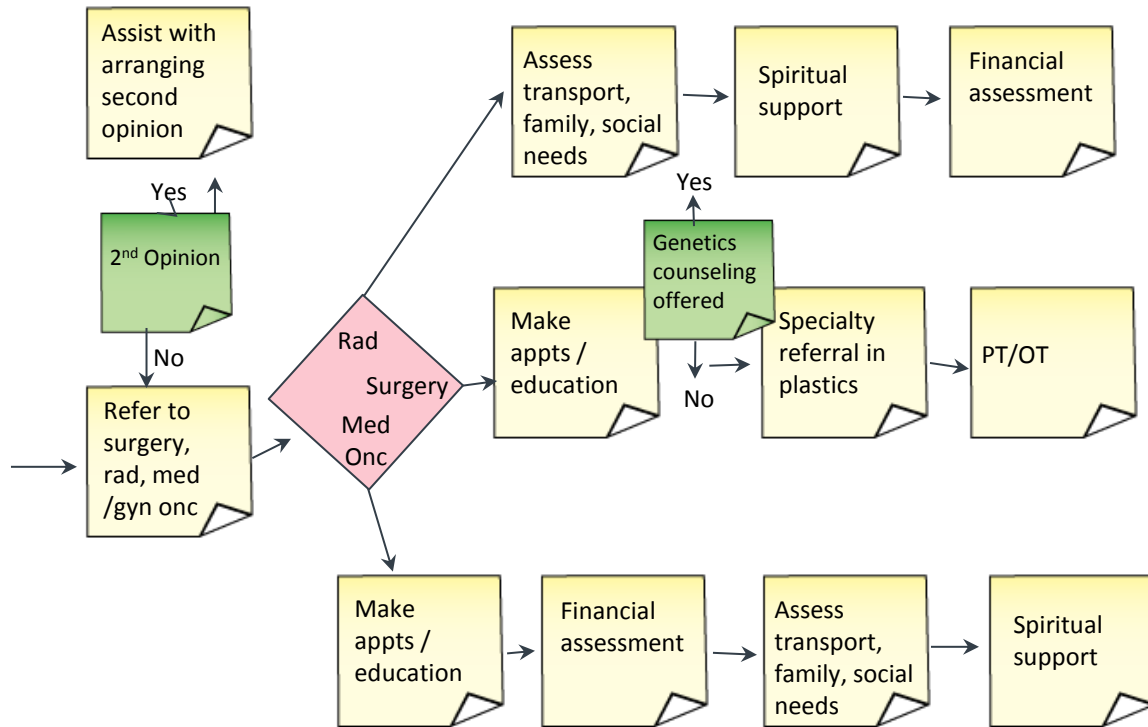 Assist with
arranging
second
opinion
Yes
2nd Opinion
No
Refer to
surgery,
rad, med
/gyn onc
Rad
Surgery
Med
Onc
Assess
transport,
family, social
needs
Spiritual
support
Financial
assessment
Make
appts /
education
Yes
Genetics
counseling
offered
No
Specialty
referral in
plastics
PT/OT
Make
appts /
education
Financial
assessment
Assess
transport,
family, social
needs
Spiritual
support